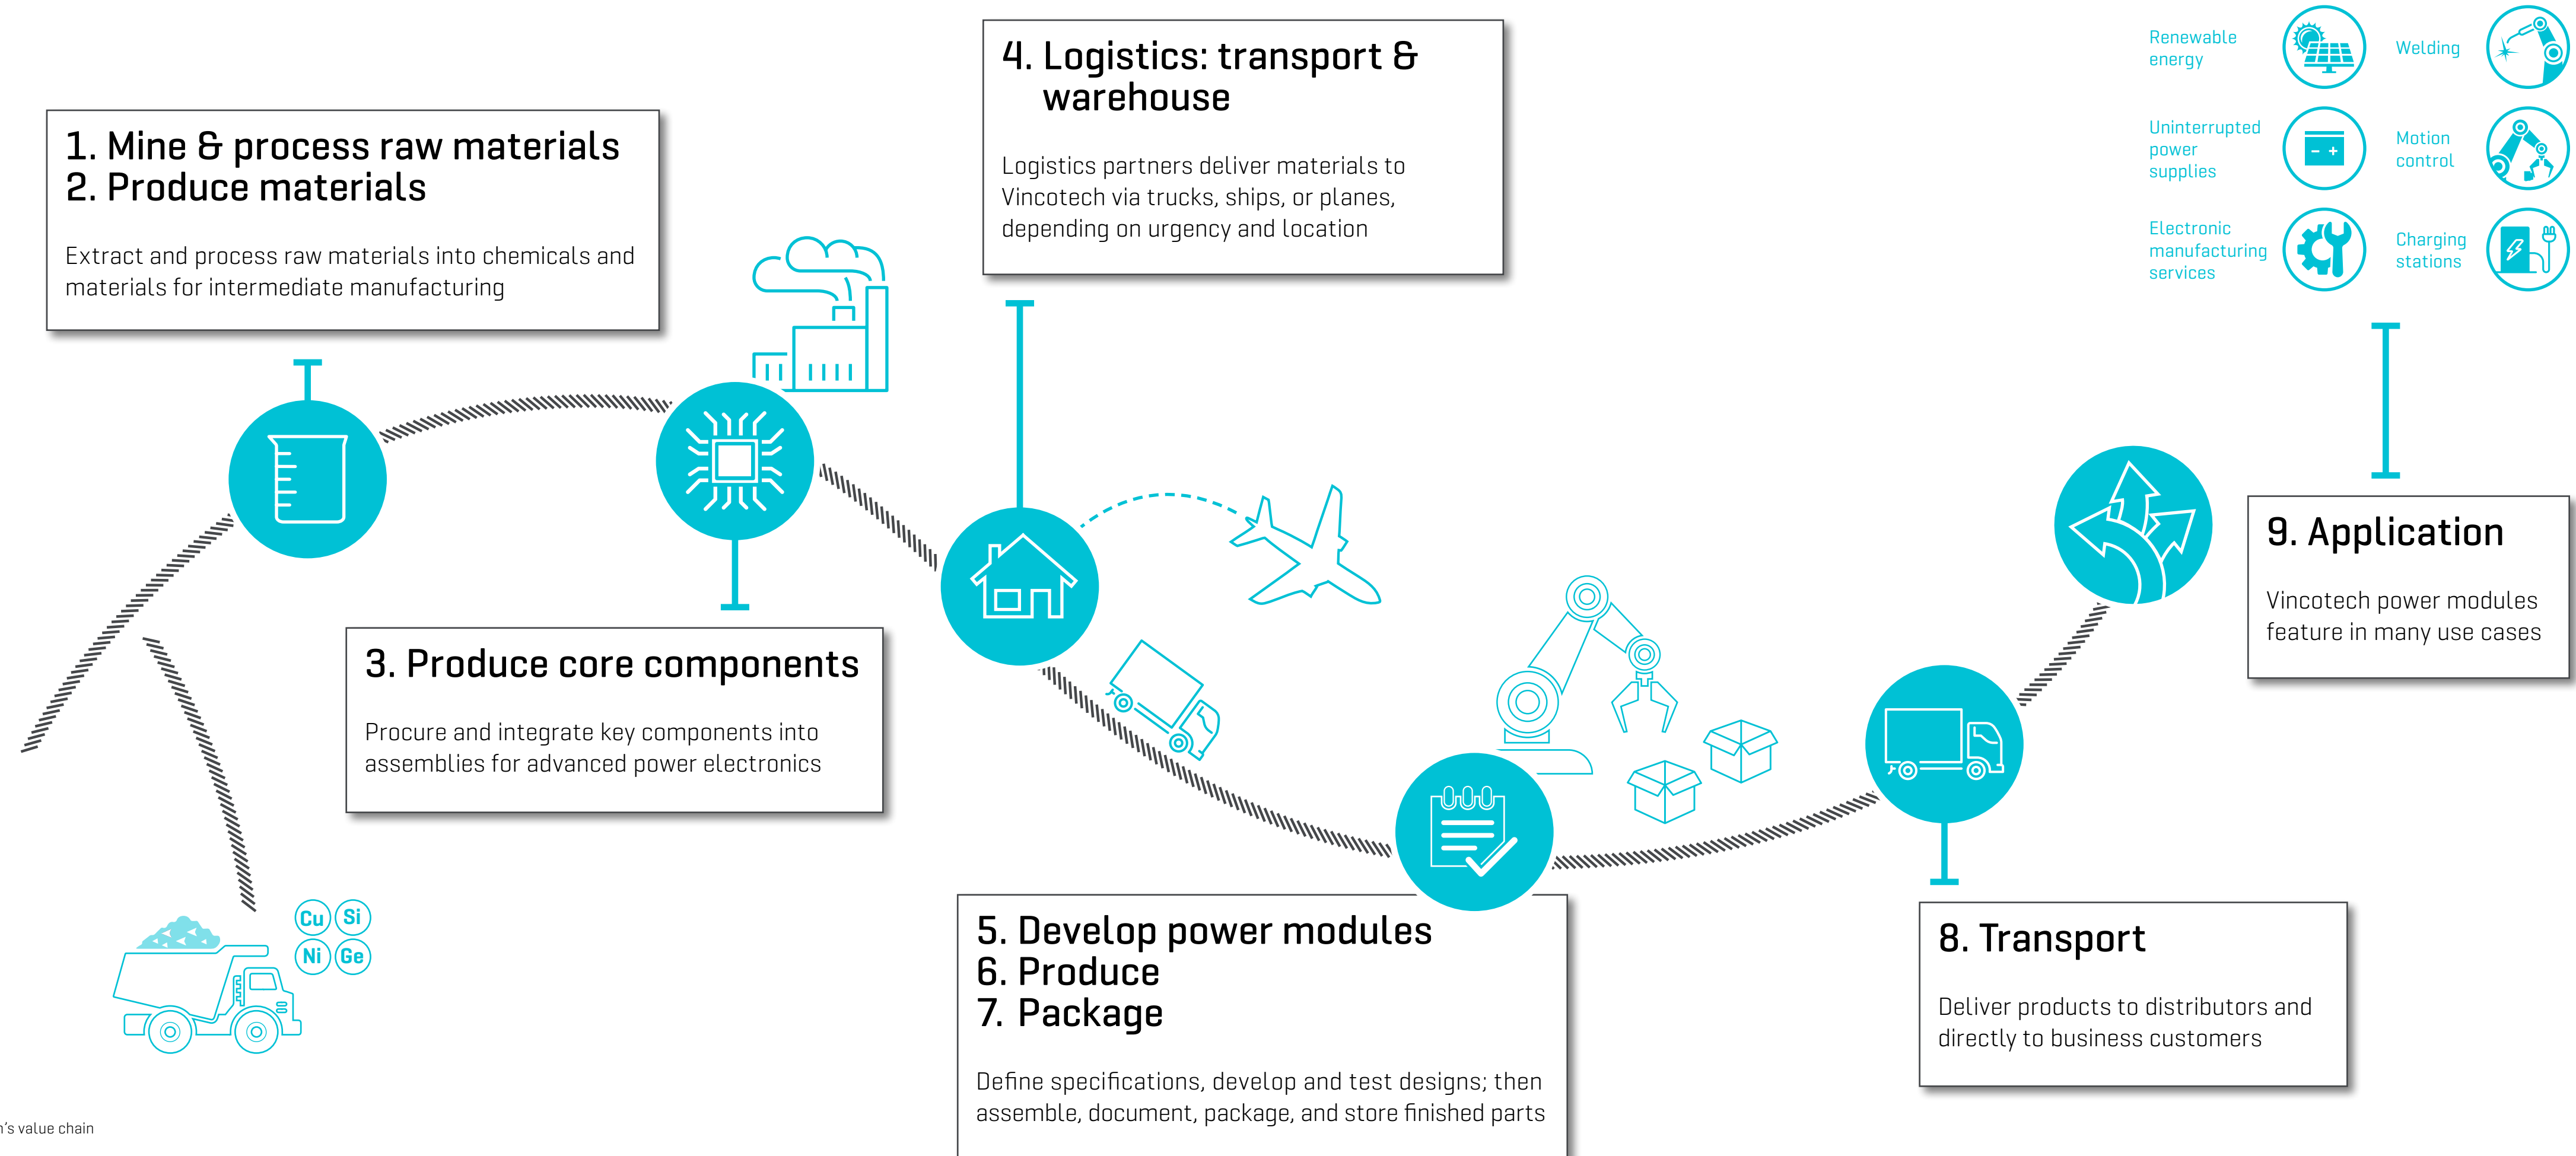 1. Mine & process raw materials
2. Produce materials
Extract and process raw materials into chemicals and
materials for intermediate manufacturing
3. Produce core components
Procure and integrate key components into
assemblies for advanced power electronics
4. Logistics: transport &
warehouse
Logistics partners deliver materials to
Vincotech via trucks, ships, or planes,
depending on urgency and location
5. Develop power modules
6. Produce
7. Package
Define specifications, develop and test designs; then
assemble, document, package, and store finished parts
8. Transport
Deliver products to distributors and
directly to business customers
9. Application
Vincotech power modules
feature in many use cases
Renewable
energy
Welding
Uninterrupted
power
supplies
- +
Motion
control
Electronic
manufacturing
services
Charging
stations
Cu Si
Ni Ge
's value chain